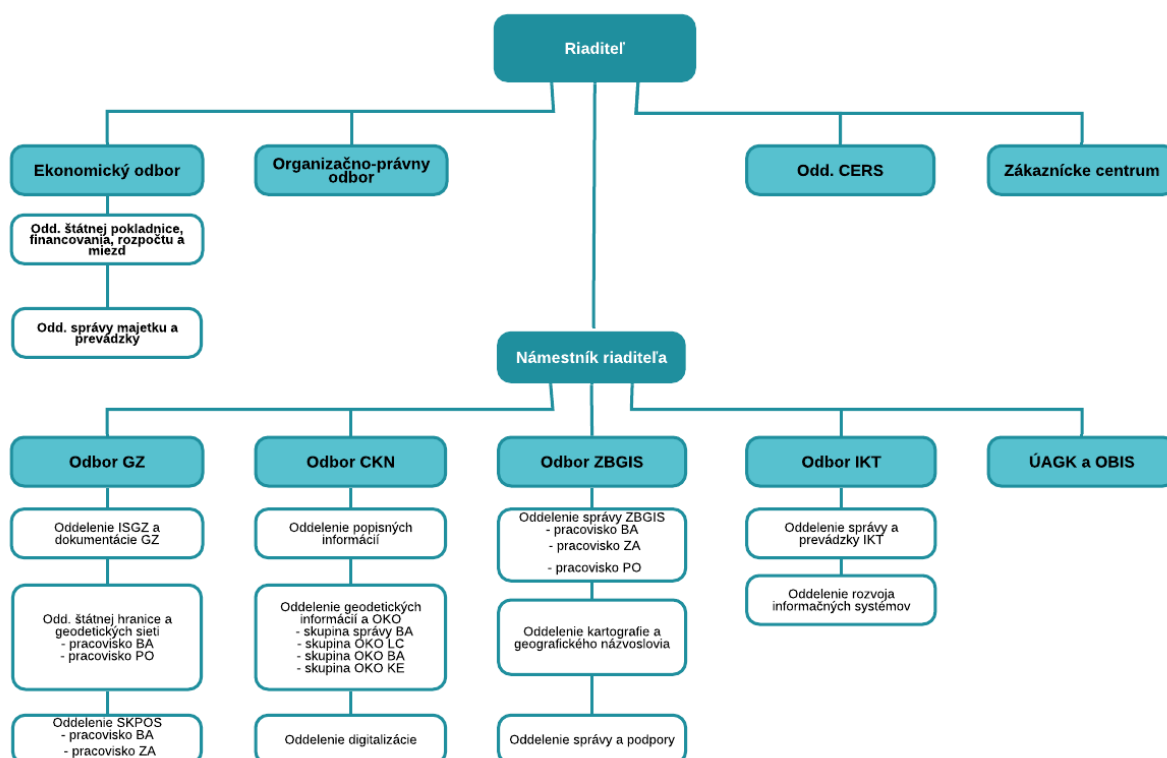 Riaditeľ
Ekonomický odbor
Organizačno-právny
odbor
Odd. CERS
Zákaznícke centrum
Odd. štátnej pokladnice,
financovania, rozpočtu a
miezd
Odd. správy majetku a
prevádzky
Námestník riaditeľa
Odbor GZ
Odbor CKN
Odbor ZBGIS
Odbor IKT
ÚAGK a OBIS
Oddelenie ISGZ a
dokumentácie GZ
Oddelenie popisných
informácií
Oddelenie správy ZBGIS
- pracovisko BA
- pracovisko ZA
- pracovisko PO
Oddelenie správy a
prevádzky IKT
Odd. štátnej hranice a
geodetických sieti
- pracovisko BA
- pracovisko PO
Oddelenie geodetických
informácií a OKO
- skupina správy BA
- skupina OKO LC
- skupina OKO BA
- skupina OKO KE
Oddelenie kartografie a
geografického názvoslovia
Oddelenie rozvoja
informačných systémov
Oddelenie SKPOS
- pracovisko BA
- pracovisko ZA
Oddelenie digitalizácie
Oddelenie správy a podpory